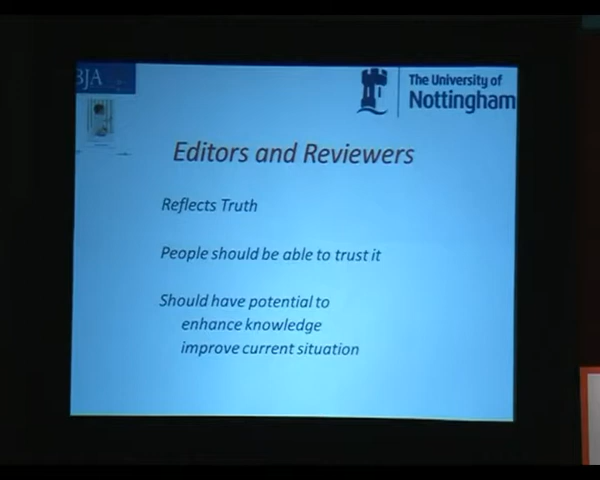 BJA
The University of
Nottingham
Editors and Reviewers
Reflects Truth
People should be able to trust it
Should have potential to
enhance knowledge
improve current situation